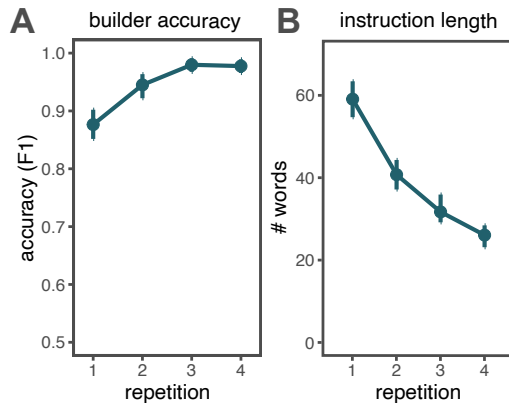 A builder accuracy
accuracy (F1)
1.0
0.9
0.8
0.7
0.6
0.5
1 2 3 4
repetition
B instruction length
# words
60
40
20
0
1 2 3 4
repetition